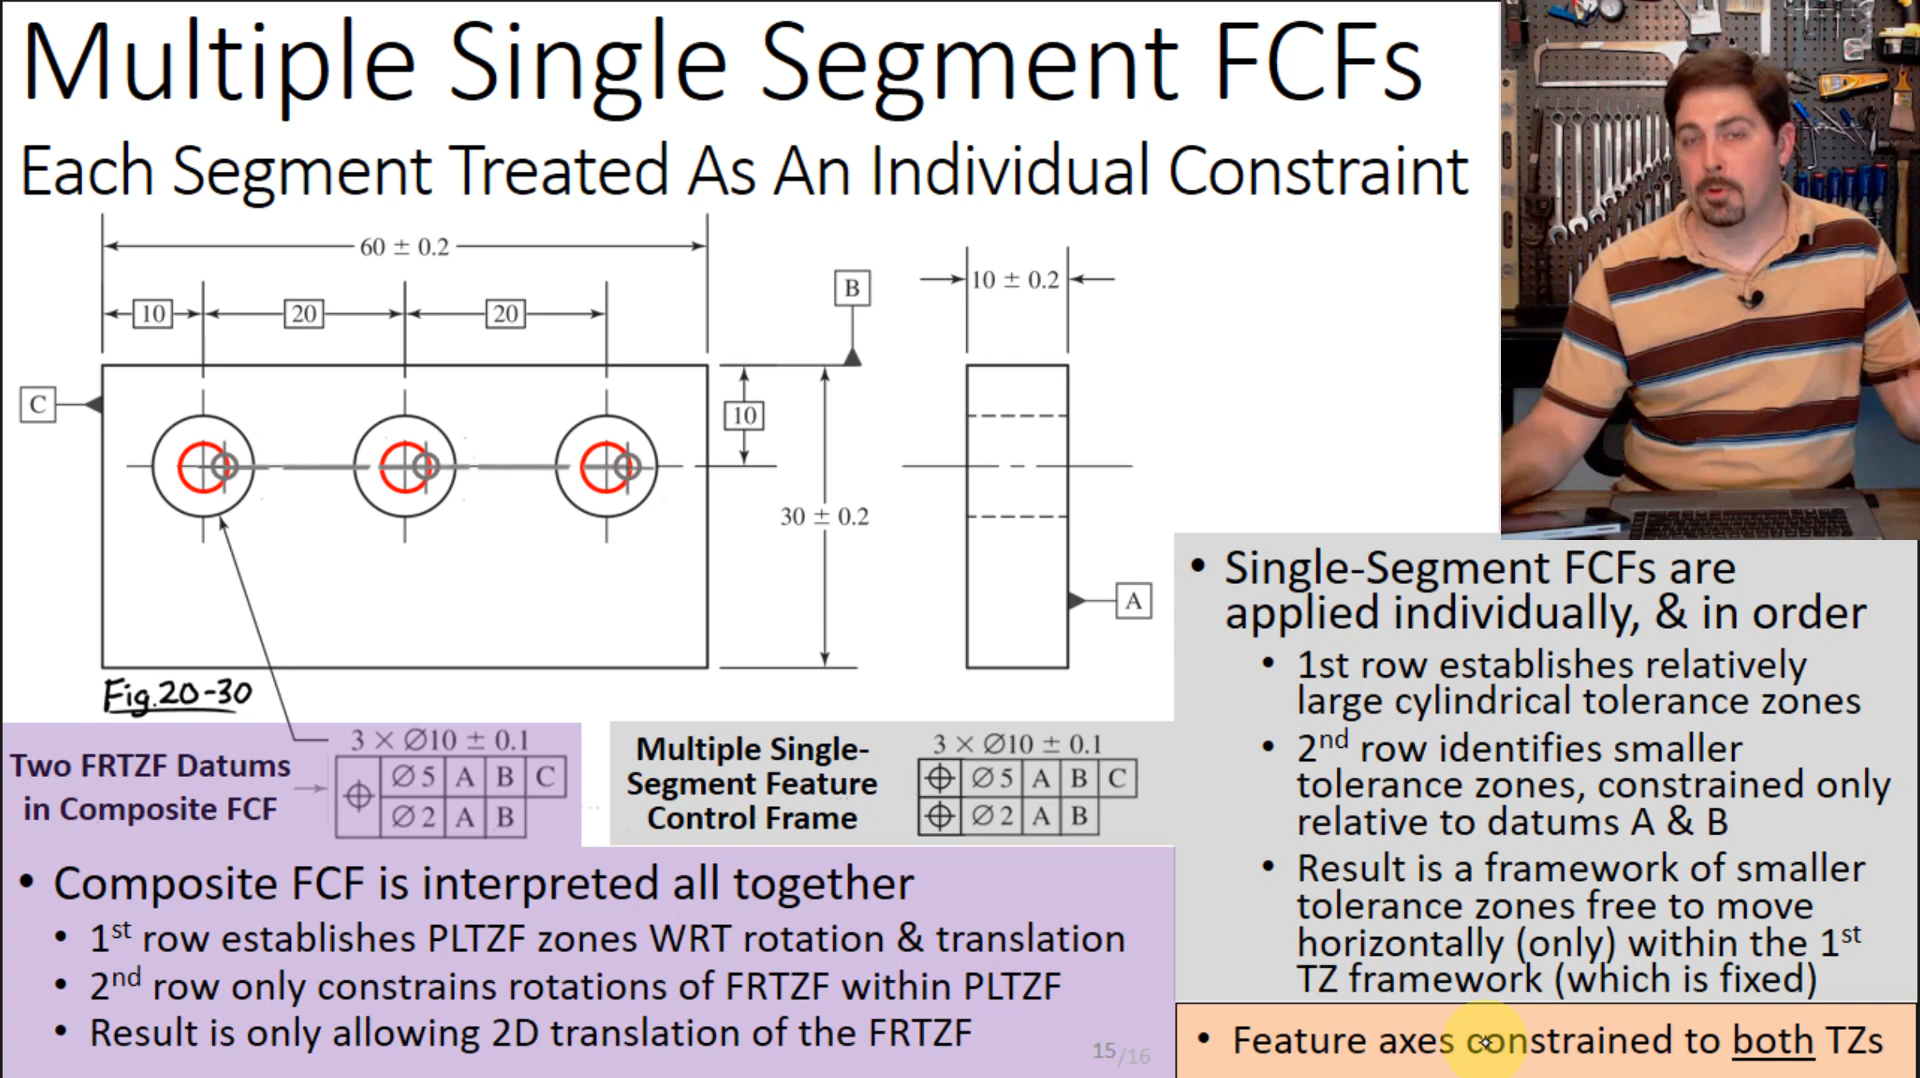 Multiple Single Segment FCFs
Each Segment Treated As An Individual Constraint
60 ± 0.2
10
20
20
B
10 ± 0.2
C
10
30 ± 0.2
A
Fig.20-30
Two FRTZF Datums
in Composite FCF
3 × Ø10 ± 0.1
⌖ Ø5 A B C
Ø2 A B
Multiple Single-
Segment Feature
Control Frame
3 × Ø10 ± 0.1
⌖ Ø5 A B C
⌖ Ø2 A B
• Composite FCF is interpreted all together
• 1st row establishes PLTZF zones WRT rotation & translation
• 2nd row only constrains rotations of FRTZF within PLTZF
• Result is only allowing 2D translation of the FRTZF
15/16
• Single-Segment FCFs are
applied individually, & in order
• 1st row establishes relatively
large cylindrical tolerance zones
• 2nd row identifies smaller
tolerance zones, constrained only
relative to datums A & B
• Result is a framework of smaller
tolerance zones free to move
horizontally (only) within the 1st
TZ framework (which is fixed)
• Feature axes constrained to both TZs